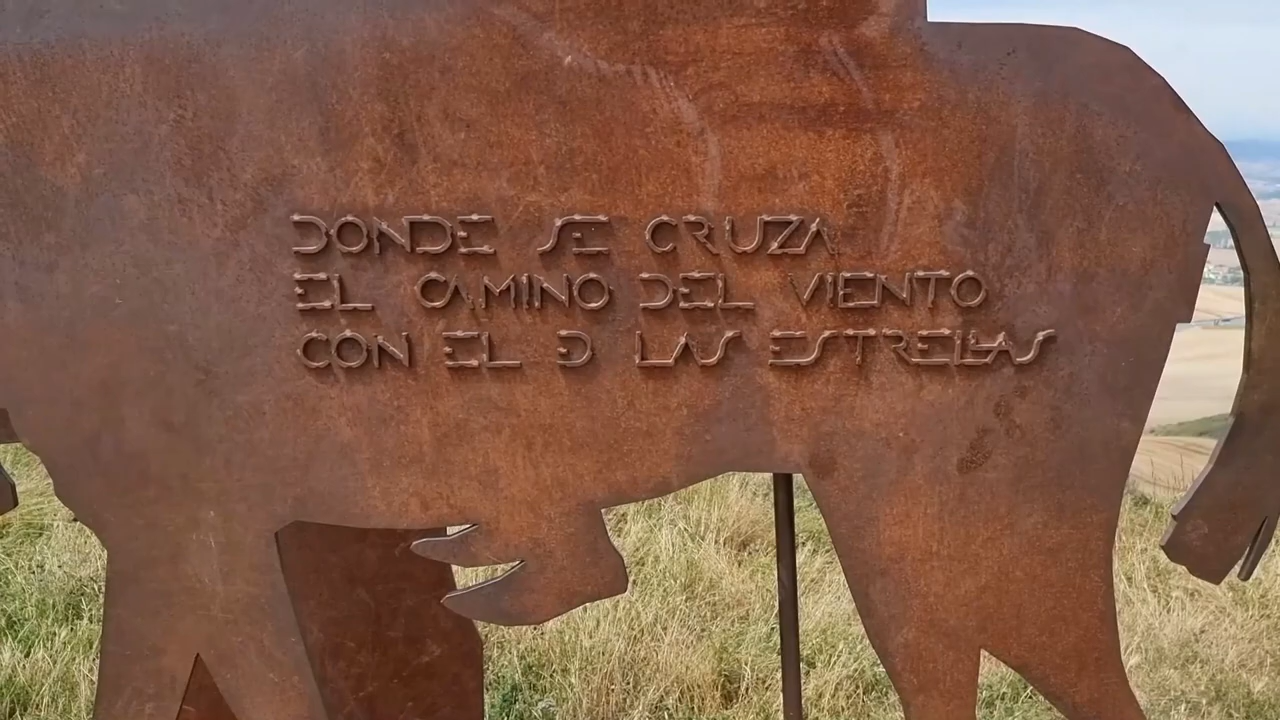 DONDE SE CRUZA
EL CAMINO DEL VIENTO
CON EL D LAS ESTRELLAS